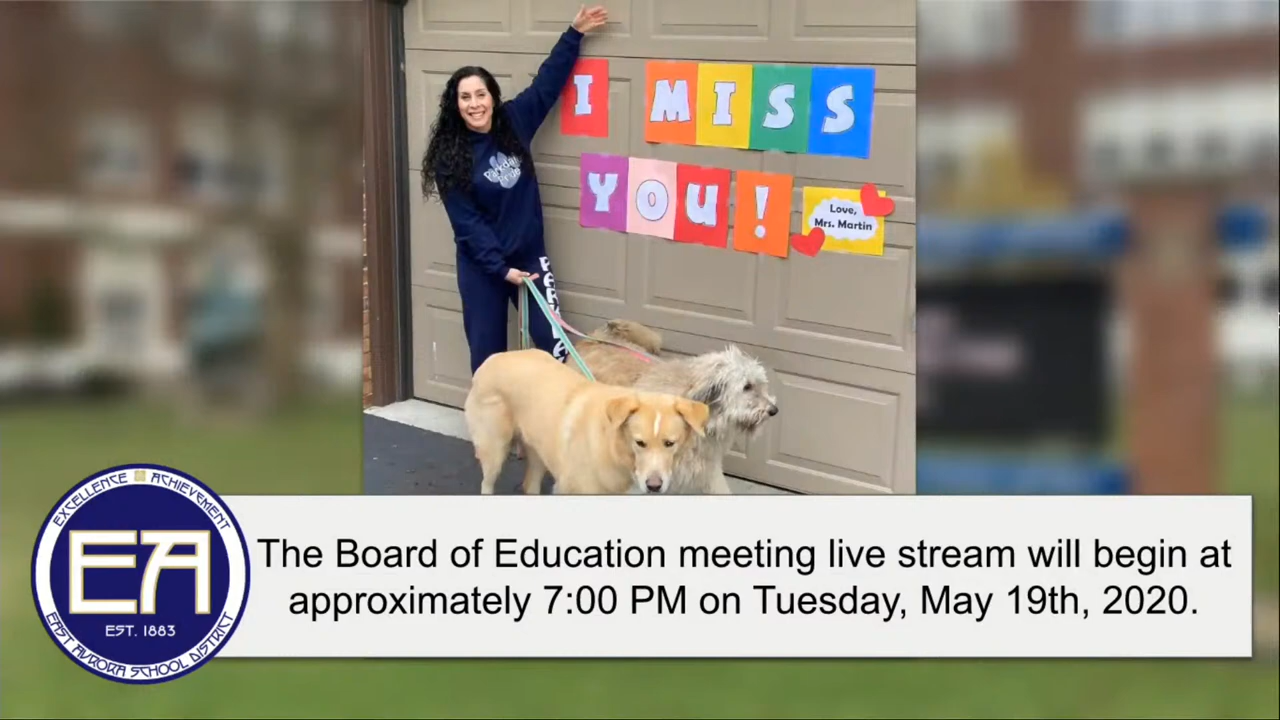 I MISS
YOU!
Love,
Mrs. Martin
EXCELLENCE ACHIEVEMENT
EA
EST. 1883
EAST AVRORA SCHOOL DISTRICT
The Board of Education meeting live stream will begin at
approximately 7:00 PM on Tuesday, May 19th, 2020.